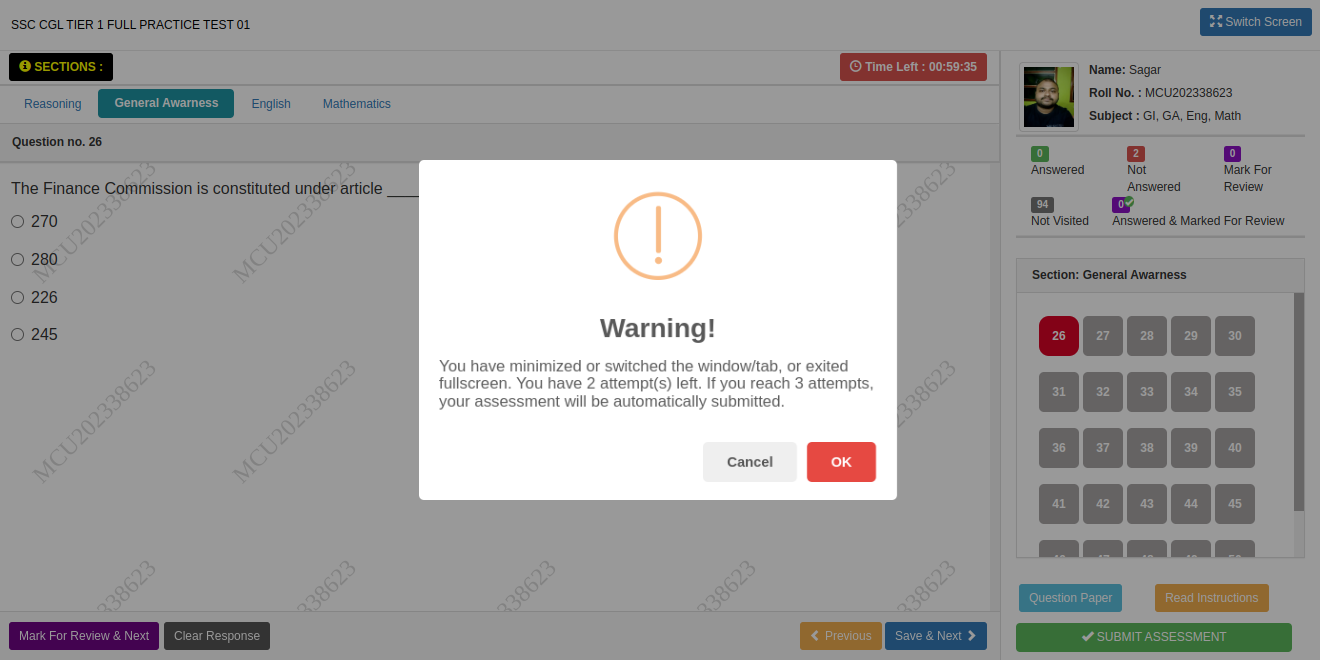 SSC CGL TIER 1 FULL PRACTICE TEST 01
Switch Screen
SECTIONS :
Time Left : 00:59:35
Reasoning
General Awarness
English
Mathematics
Question no. 26
The Finance Commission is constituted under article ____
270
280
226
245
MCU202338623
MCU202338623
MCU202338623
MCU202338623
Warning!
You have minimized or switched the window/tab, or exited
fullscreen. You have 2 attempt(s) left. If you reach 3 attempts,
your assessment will be automatically submitted.
Cancel
OK
Mark For Review & Next
Clear Response
Previous
Save & Next
Name: Sagar
Roll No. : MCU202338623
Subject : GI, GA, Eng, Math
0
Answered
2
Not
Answered
0
Mark For
Review
94
Not Visited
0
Answered & Marked For Review
Section: General Awarness
26 27 28 29 30
31 32 33 34 35
36 37 38 39 40
41 42 43 44 45
Question Paper
Read Instructions
SUBMIT ASSESSMENT